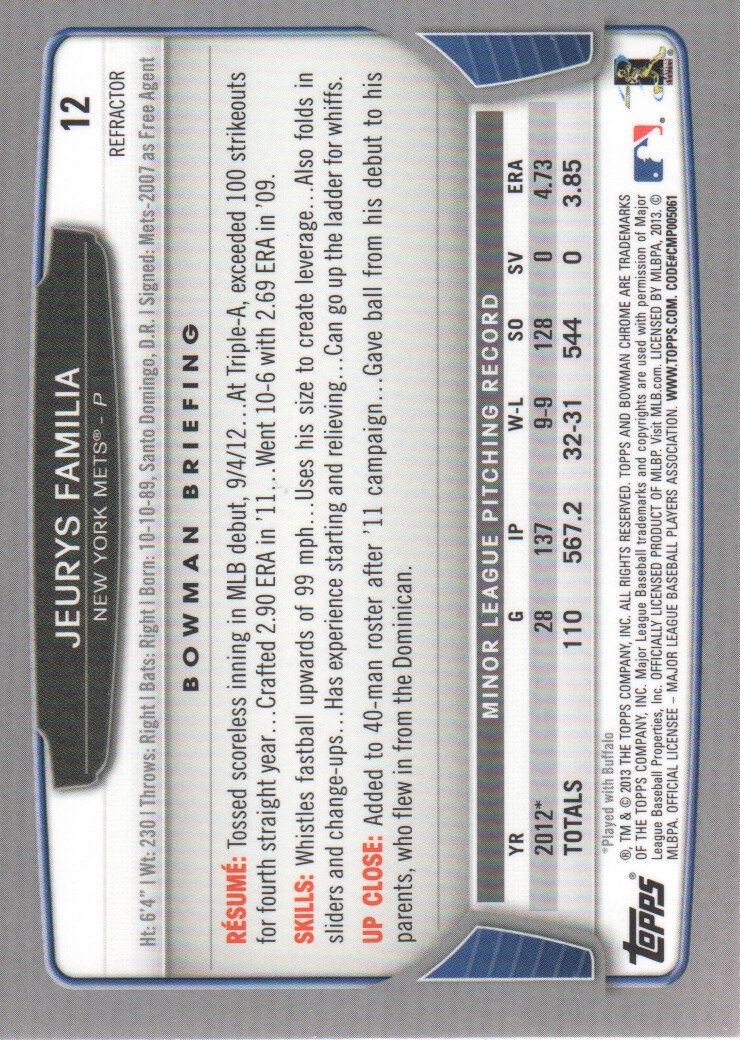 12
REFRACTOR
JEURYS FAMILIA
NEW YORK METS® - P
Ht: 6'4" | Wt: 230 | Throws: Right | Bats: Right | Born: 10-10-89, Santo Domingo, D.R. | Signed: Mets-2007 as Free Agent
BOWMAN BRIEFING
RÉSUMÉ: Tossed scoreless inning in MLB debut, 9/4/12...At Triple-A, exceeded 100 strikeouts
for fourth straight year...Crafted 2.90 ERA in '11...Went 10-6 with 2.69 ERA in '09.
SKILLS: Whistles fastball upwards of 99 mph...Uses his size to create leverage...Also folds in
sliders and change-ups...Has experience starting and relieving...Can go up the ladder for whiffs.
UP CLOSE: Added to 40-man roster after '11 campaign...Gave ball from his debut to his
parents, who flew in from the Dominican.
MINOR LEAGUE PITCHING RECORD
YR G IP W-L SO SV ERA
2012* 28 137 9-9 128 0 4.73
TOTALS 110 567.2 32-31 544 0 3.85
*Played with Buffalo
topps®
®, TM & © 2013 THE TOPPS COMPANY, INC. ALL RIGHTS RESERVED. TOPPS AND BOWMAN CHROME ARE TRADEMARKS
OF THE TOPPS COMPANY, INC. Major League Baseball trademarks and copyrights are used with permission of Major
League Baseball Properties, Inc. OFFICIALLY LICENSED PRODUCT OF MLBP. Visit MLB.com. LICENSED BY MLBPA, 2013. ©
MLBPA. OFFICIAL LICENSEE – MAJOR LEAGUE BASEBALL PLAYERS ASSOCIATION. WWW.TOPPS.COM. CODE#CMP005061